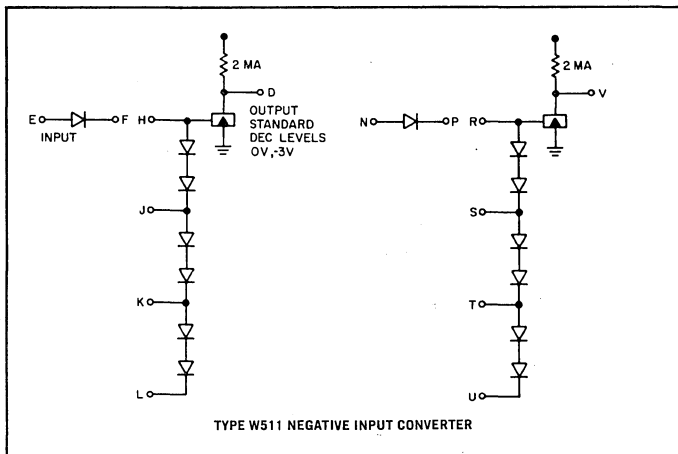 2 MA
D
E
F
H
INPUT
OUTPUT
STANDARD
DEC LEVELS
0V,-3V
J
K
L
2 MA
V
N
P
R
S
T
U
TYPE W511 NEGATIVE INPUT CONVERTER